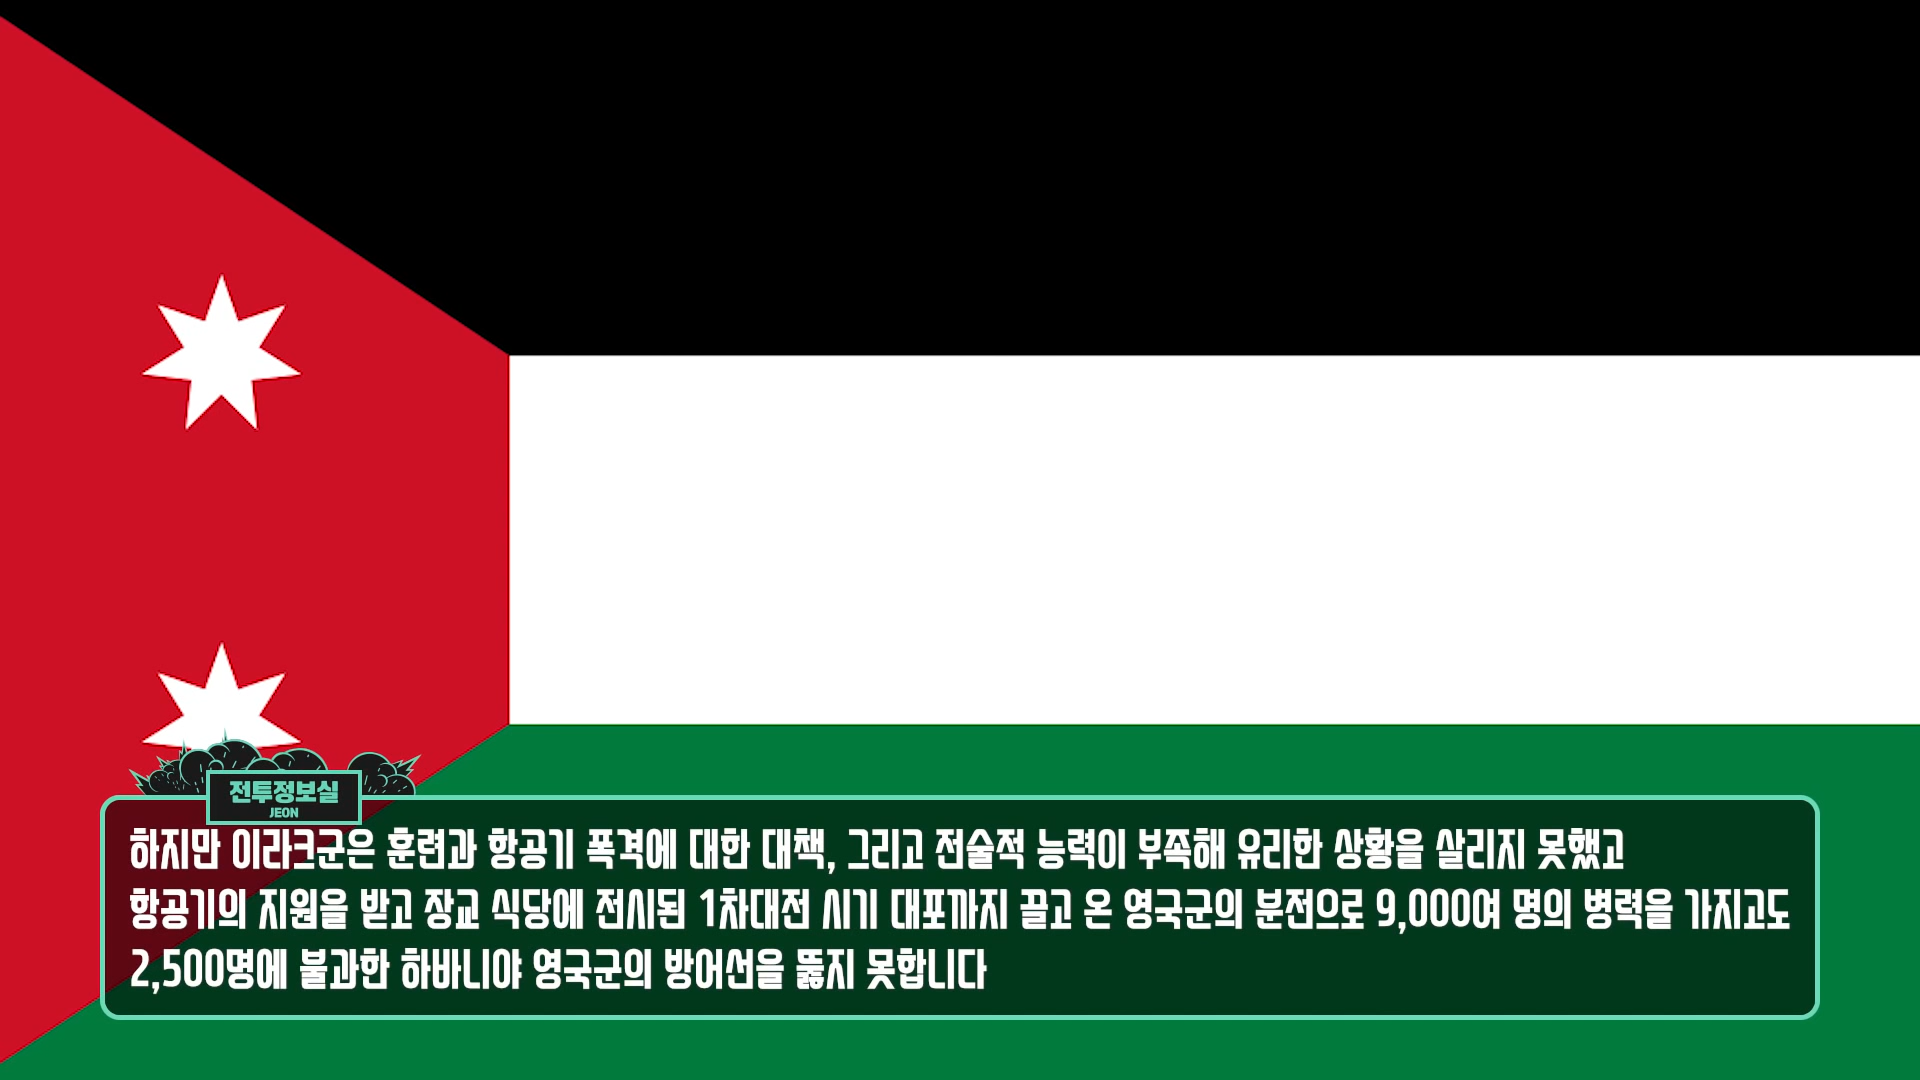 전투정보실
JEON
하지만 이라크군은 훈련과 항공기 폭격에 대한 대책, 그리고 전술적 능력이 부족해 유리한 상황을 살리지 못했고
항공기의 지원을 받고 장교 식당에 전시된 1차대전 시기 대포까지 끌고 온 영국군의 분전으로 9,000여 명의 병력을 가지고도
2,500명에 불과한 하바니야 영국군의 방어선을 뚫지 못합니다